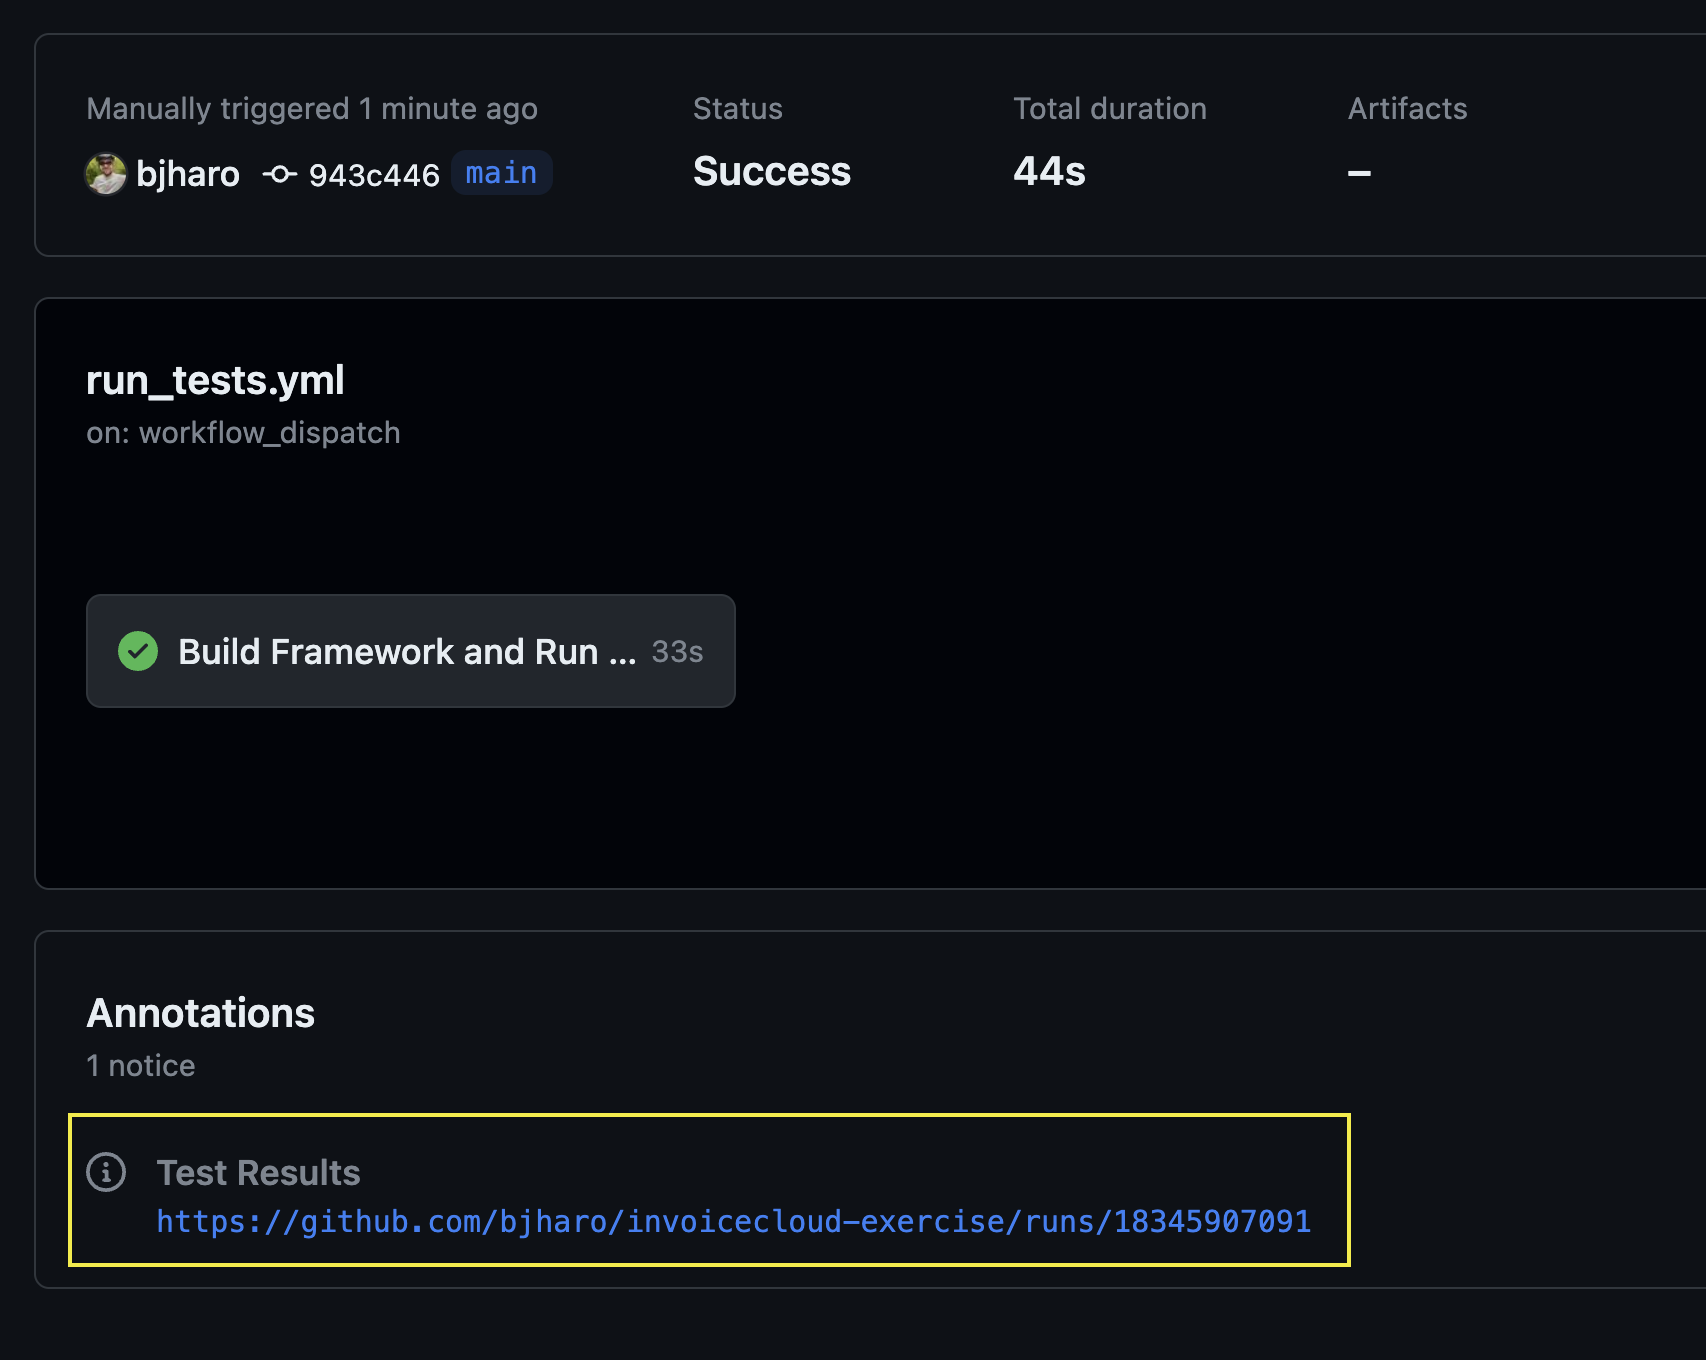 Manually triggered 1 minute ago
bjharo 943c446 main
Status
Success
Total duration
44s
Artifacts
–
run_tests.yml
on: workflow_dispatch
Build Framework and Run ... 33s
Annotations
1 notice
Test Results
https://github.com/bjharo/invoicecloud-exercise/runs/18345907091